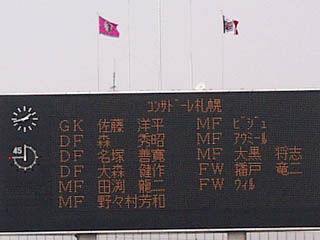 コンサドーレ札幌
GK 佐藤 洋平
DF 森 秀昭
DF 名塚 善寛
DF 大森 健作
MF 田渕 龍二
MF 野々村芳和
MF ビジュ
MF アウミール
MF 大黒 将志
FW 播戸 竜二
FW ウィル
45